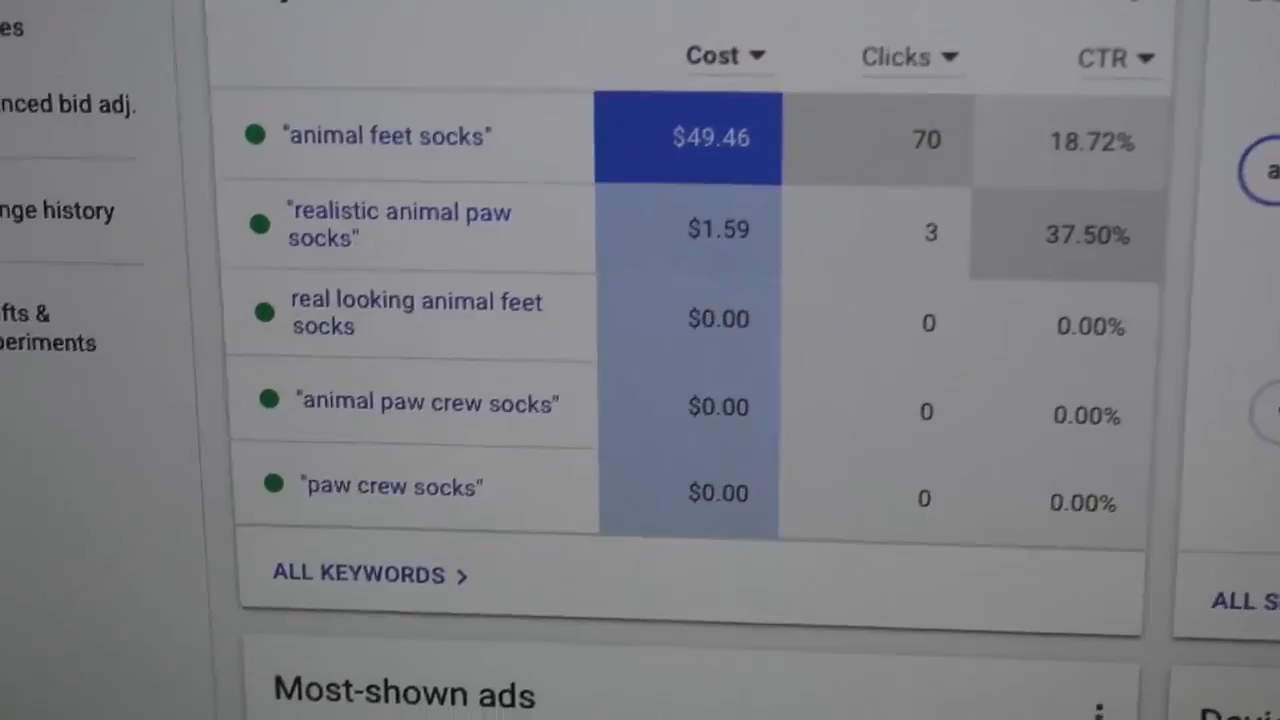 es
nced bid adj.
nge history
fts &
periments
Cost Clicks CTR
"animal feet socks" $49.46 70 18.72%
"realistic animal paw
socks" $1.59 3 37.50%
real looking animal feet
socks $0.00 0 0.00%
"animal paw crew socks" $0.00 0 0.00%
"paw crew socks" $0.00 0 0.00%
ALL KEYWORDS >
Most-shown ads
a
ALL S